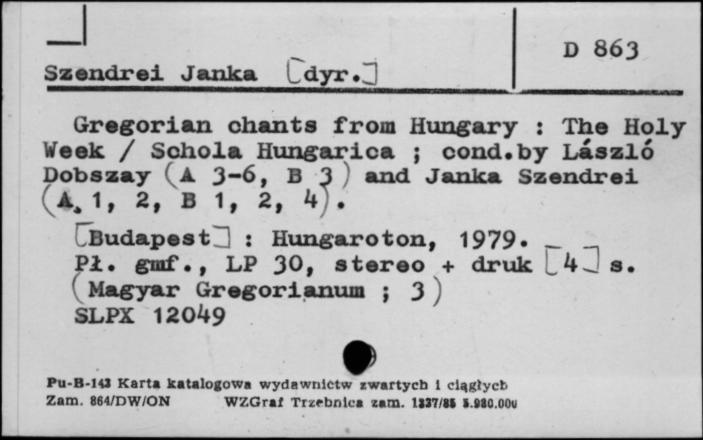 D 863
Szendrei Janka [dyr.]
Gregorian chants from Hungary : The Holy
Week / Schola Hungarica ; cond.by László
Dobszay (A 3-6, B 3) and Janka Szendrei
(A, 1, 2, B 1, 2, 4).
[Budapest] : Hungaroton, 1979.
Pł. gmf., LP 30, stereo + druk [4] s.
(Magyar Gregorianum ; 3)
SLPX 12049
Pu-B-143 Karta katalogowa wydawnictw zwartych i ciągłych
Zam. 864/DW/ON WZGraf Trzebnica zam. 1337/85 5.980.000